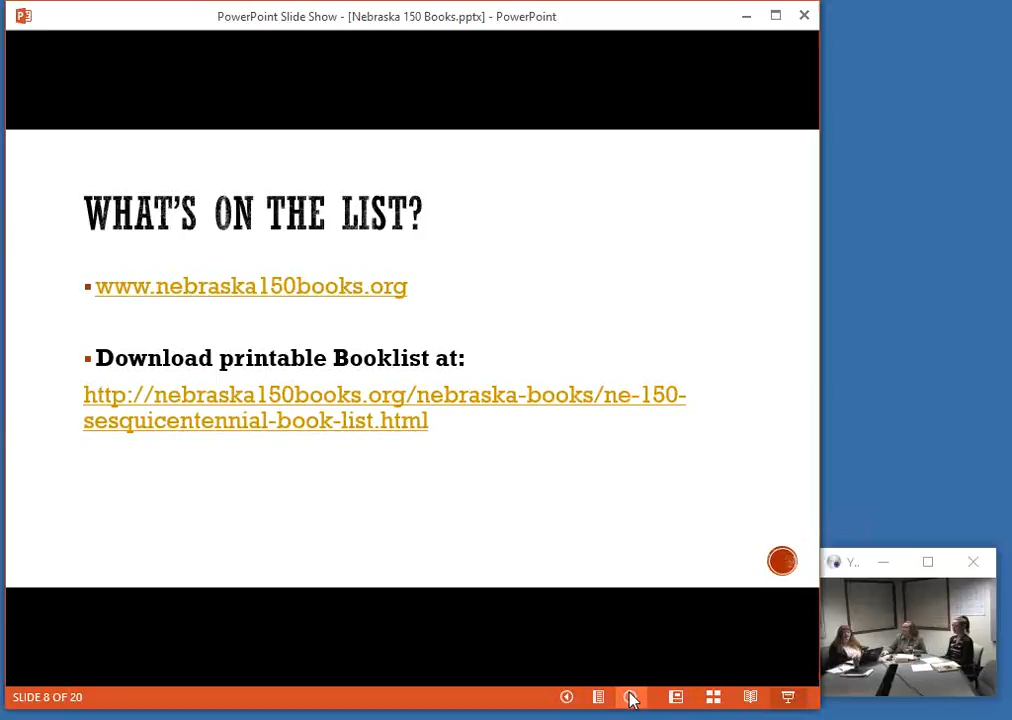 PowerPoint Slide Show - [Nebraska 150 Books.pptx] - PowerPoint
WHAT'S ON THE LIST?
www.nebraska150books.org
Download printable Booklist at:
http://nebraska150books.org/nebraska-books/ne-150-
sesquicentennial-book-list.html
Y..
SLIDE 8 OF 20